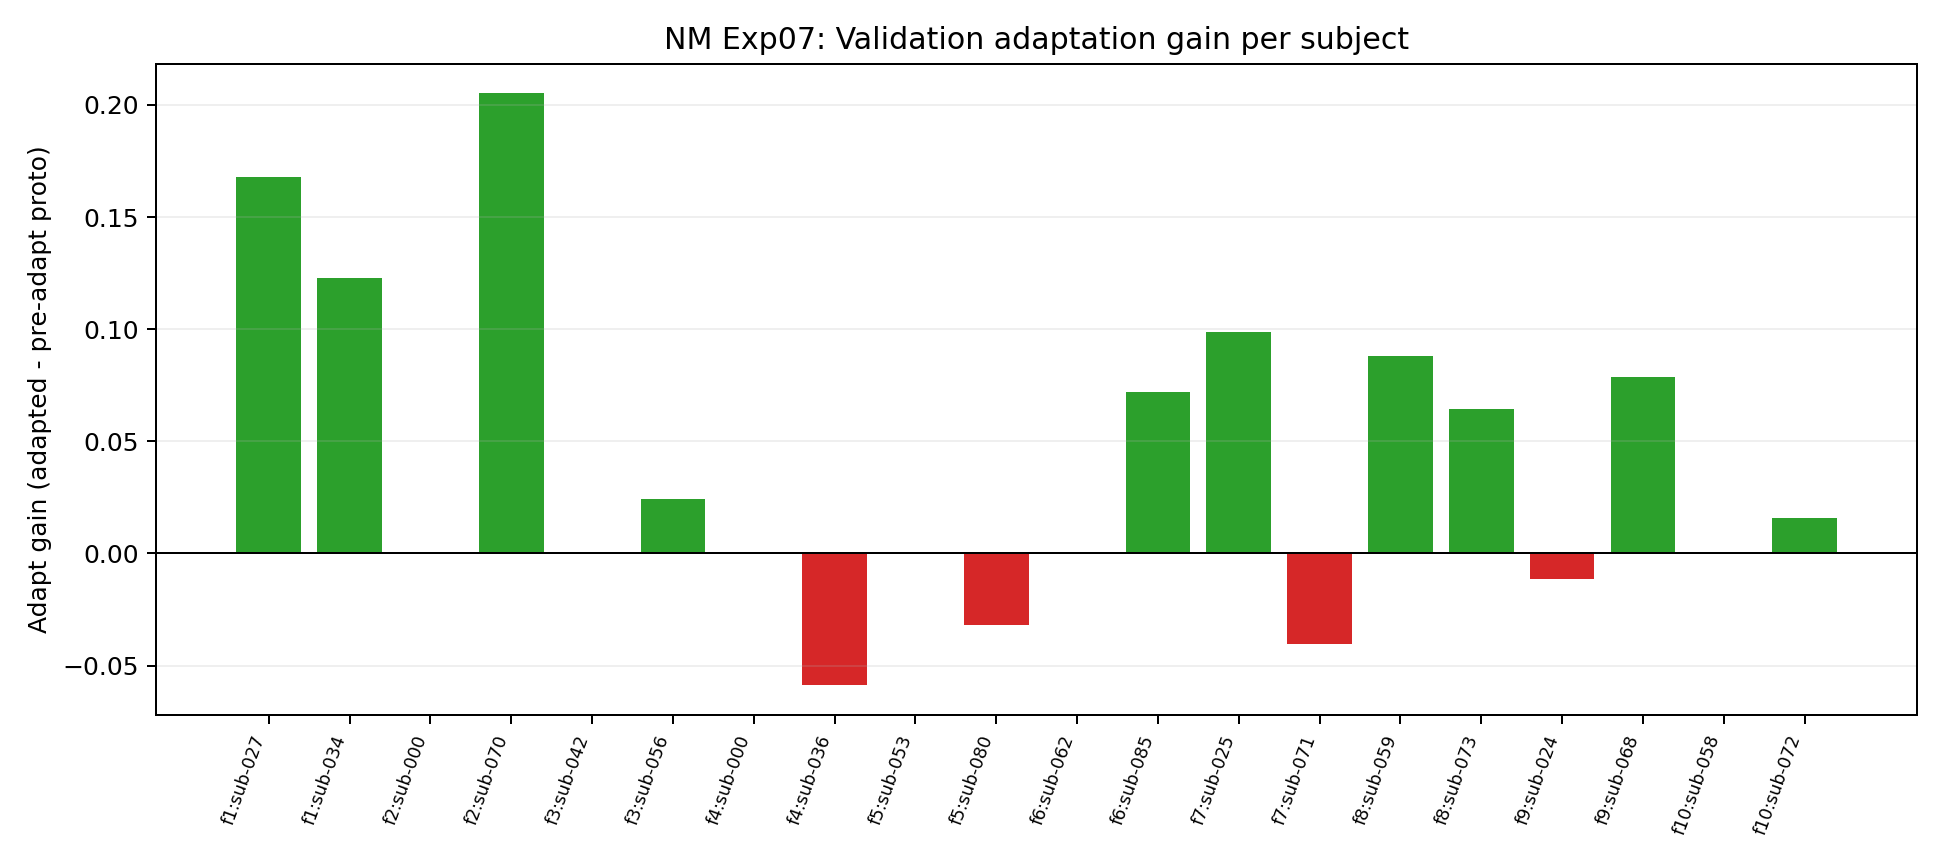 NM Exp07: Validation adaptation gain per subject
Adapt gain (adapted - pre-adapt proto)
0.20
0.15
0.10
0.05
0.00
−0.05
f1:sub-027
f1:sub-034
f2:sub-000
f2:sub-070
f3:sub-042
f3:sub-056
f4:sub-000
f4:sub-036
f5:sub-053
f5:sub-080
f6:sub-062
f6:sub-085
f7:sub-025
f7:sub-071
f8:sub-059
f8:sub-073
f9:sub-024
f9:sub-068
f10:sub-058
f10:sub-072